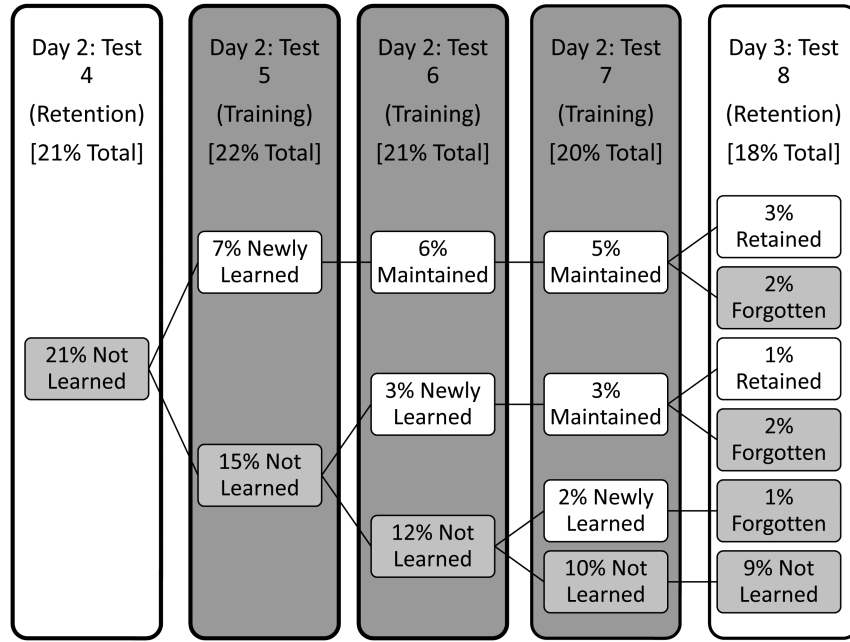 Day 2: Test
4
(Retention)
[21% Total]
21% Not
Learned
Day 2: Test
5
(Training)
[22% Total]
7% Newly
Learned
15% Not
Learned
Day 2: Test
6
(Training)
[21% Total]
6%
Maintained
3% Newly
Learned
12% Not
Learned
Day 2: Test
7
(Training)
[20% Total]
5%
Maintained
3%
Maintained
2% Newly
Learned
10% Not
Learned
Day 3: Test
8
(Retention)
[18% Total]
3%
Retained
2%
Forgotten
1%
Retained
2%
Forgotten
1%
Forgotten
9% Not
Learned